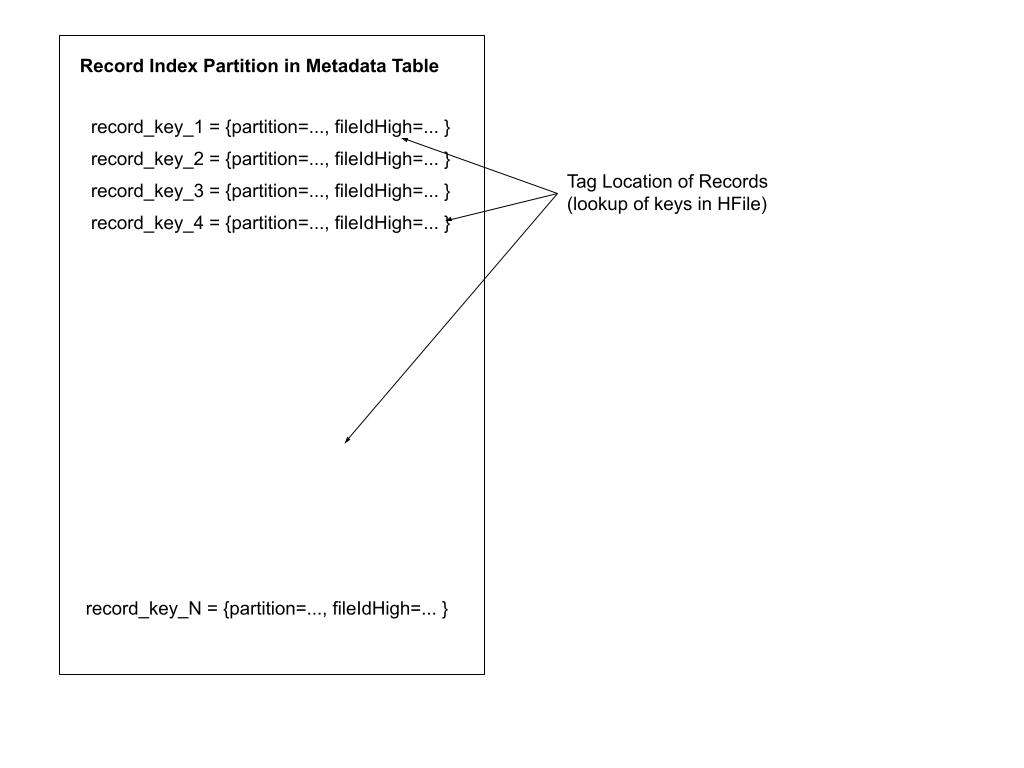 Record Index Partition in Metadata Table
record_key_1 = {partition=..., fileIdHigh=... }
record_key_2 = {partition=..., fileIdHigh=... }
record_key_3 = {partition=..., fileIdHigh=... }
record_key_4 = {partition=..., fileIdHigh=... }
Tag Location of Records
(lookup of keys in HFile)
record_key_N = {partition=..., fileIdHigh=... }